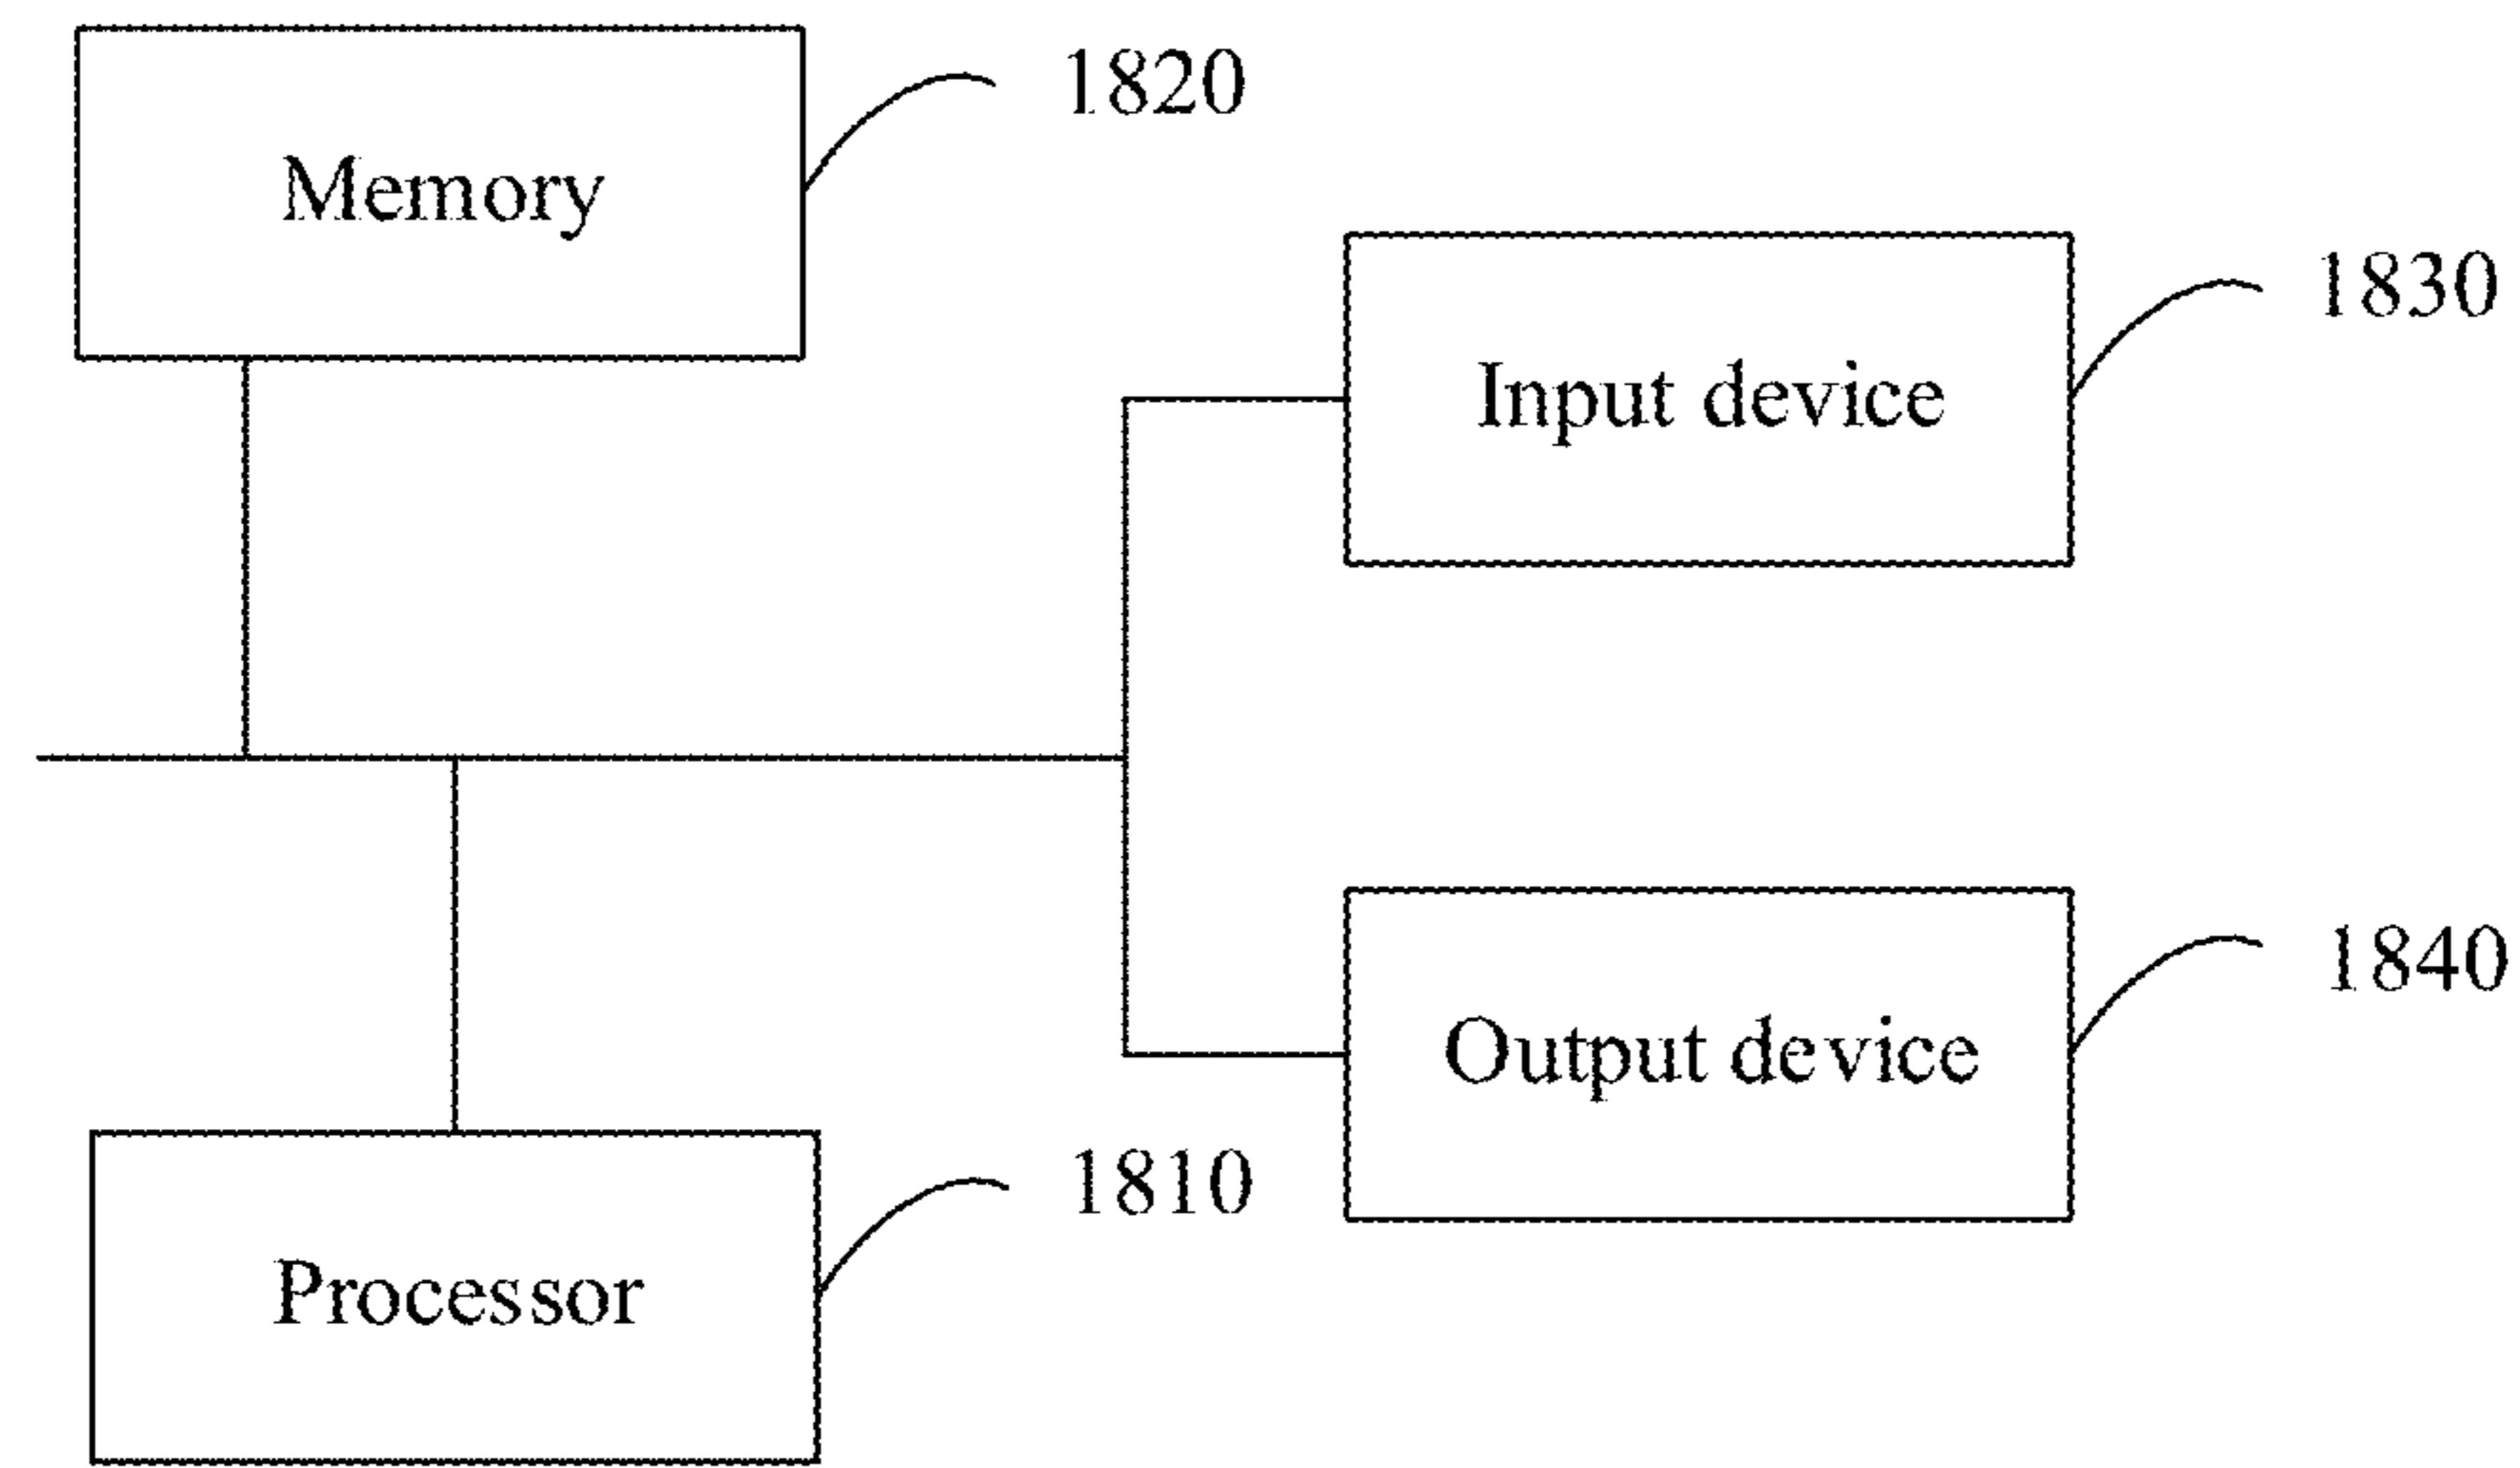 Memory
1820
Input device
1830
Output device
1840
Processor
1810